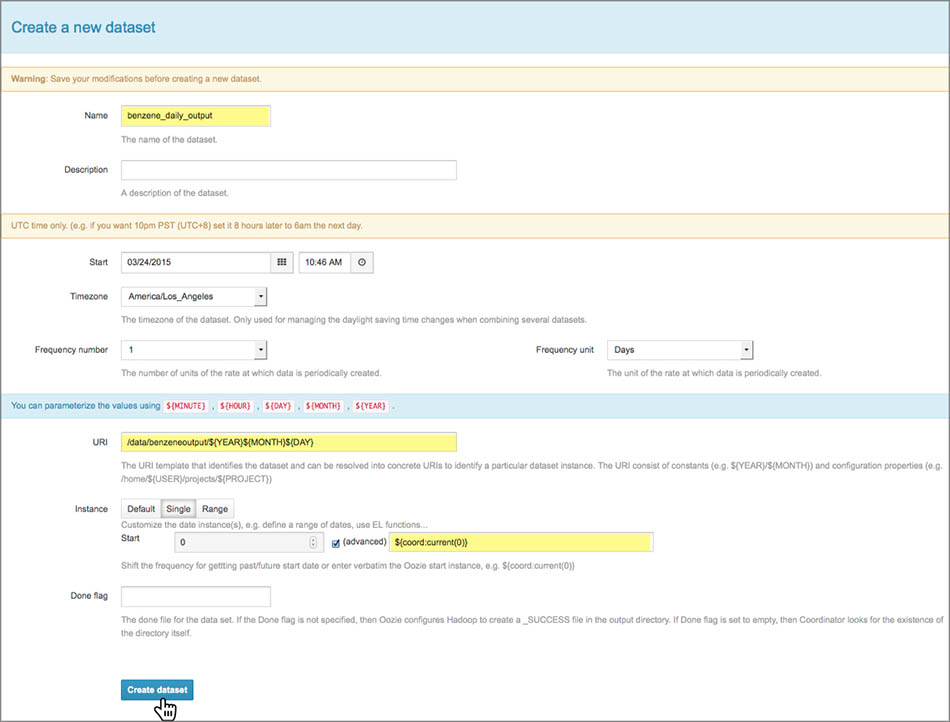 Create a new dataset
Warning: Save your modifications before creating a new dataset.
Name benzene_daily_output
The name of the dataset.
Description
A description of the dataset.
UTC time only. (e.g. if you want 10pm PST (UTC+8) set it 8 hours later to 6am the next day.
Start 03/24/2015 10:46 AM
Timezone America/Los_Angeles
The timezone of the dataset. Only used for managing the daylight saving time changes when combining several datasets.
Frequency number 1 Frequency unit Days
The number of units of the rate at which data is periodically created. The unit of the rate at which data is periodically created.
You can parameterize the values using ${MINUTE} , ${HOUR} , ${DAY} , ${MONTH} , ${YEAR} .
URI /data/benzeneoutput/${YEAR}${MONTH}${DAY}
The URI template that identifies the dataset and can be resolved into concrete URIs to identify a particular dataset instance. The URI consist of constants (e.g. ${YEAR}/${MONTH}) and configuration properties (e.g.
/home/${USER}/projects/${PROJECT})
Instance Default Single Range
Customize the date instance(s), e.g. define a range of dates, use EL functions...
Start 0 (advanced) ${coord:current(0)}
Shift the frequency for gettting past/future start date or enter verbatim the Oozie start instance, e.g. ${coord:current(0)}
Done flag
The done file for the data set. If the Done flag is not specified, then Oozie configures Hadoop to create a _SUCCESS file in the output directory. If Done flag is set to empty, then Coordinator looks for the existence of
the directory itself.
Create dataset